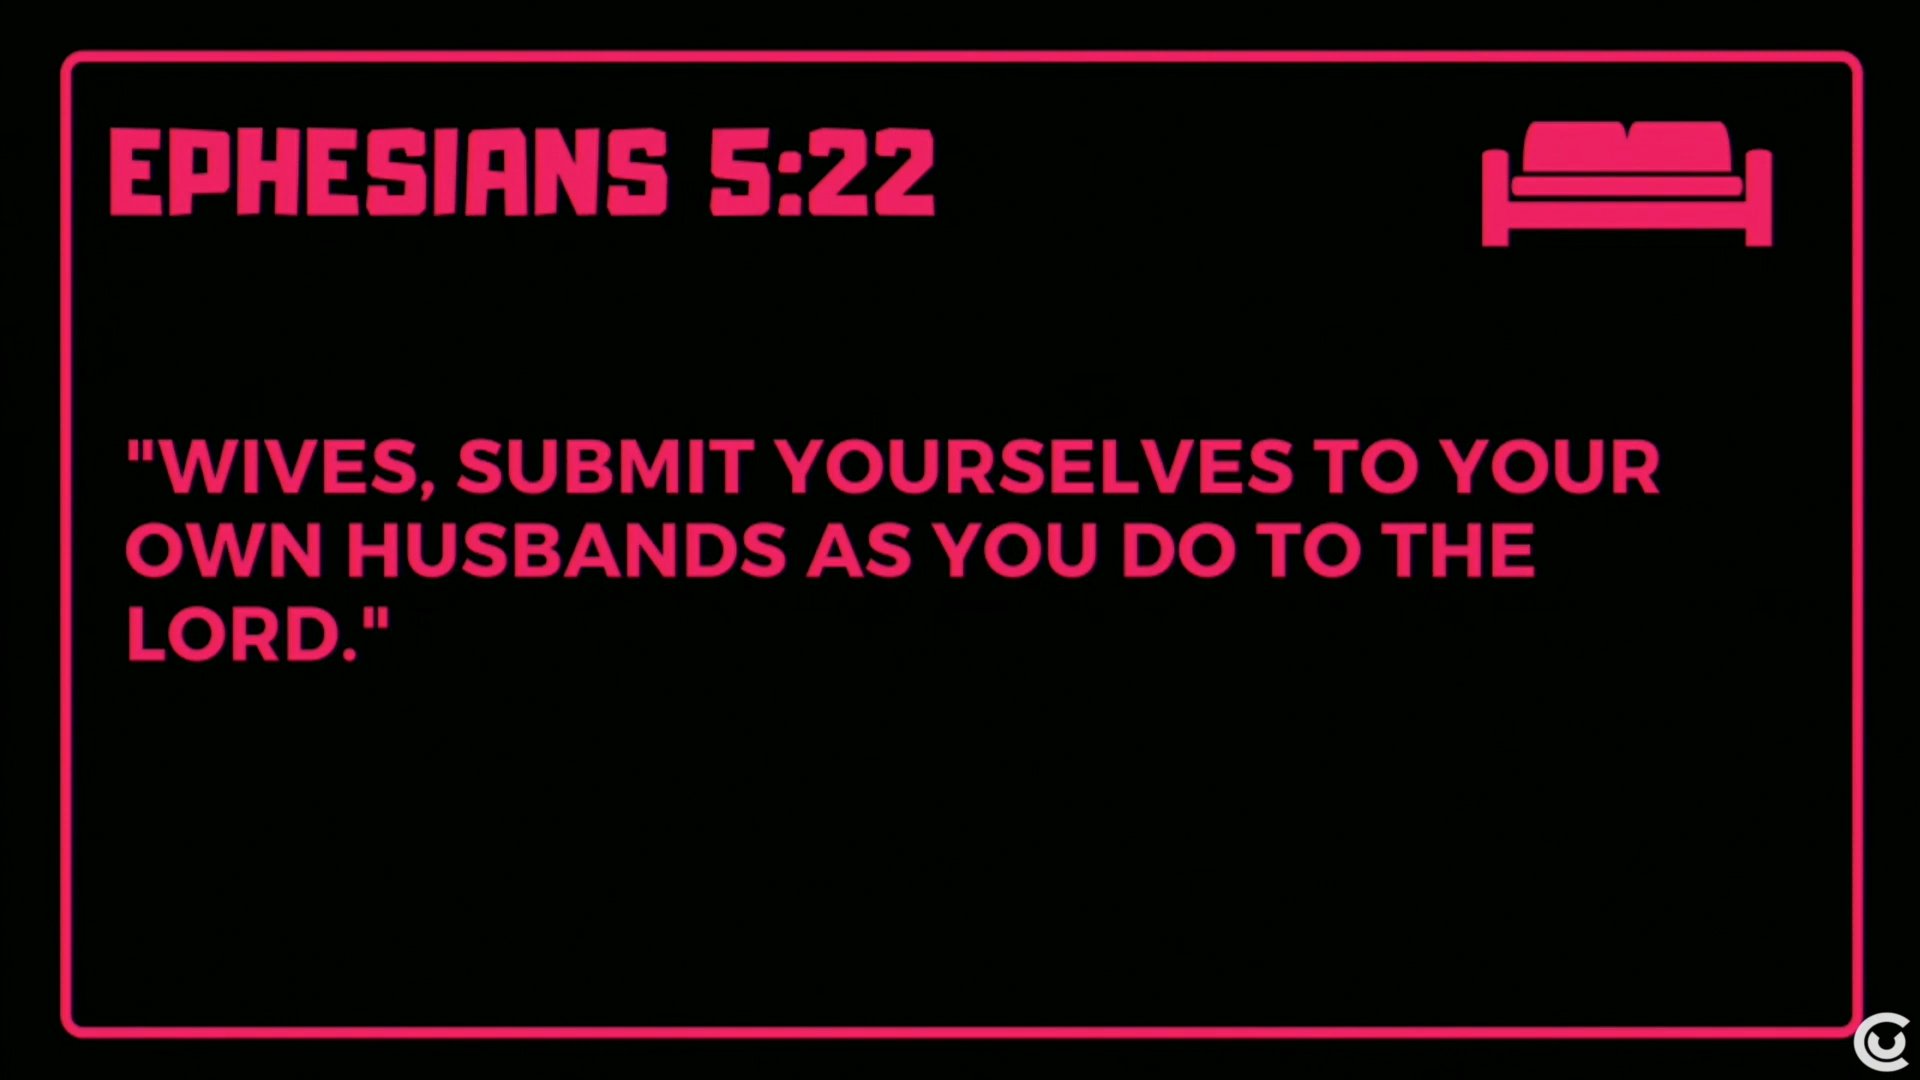 EPHESIANS 5:22
"WIVES, SUBMIT YOURSELVES TO YOUR
OWN HUSBANDS AS YOU DO TO THE
LORD."